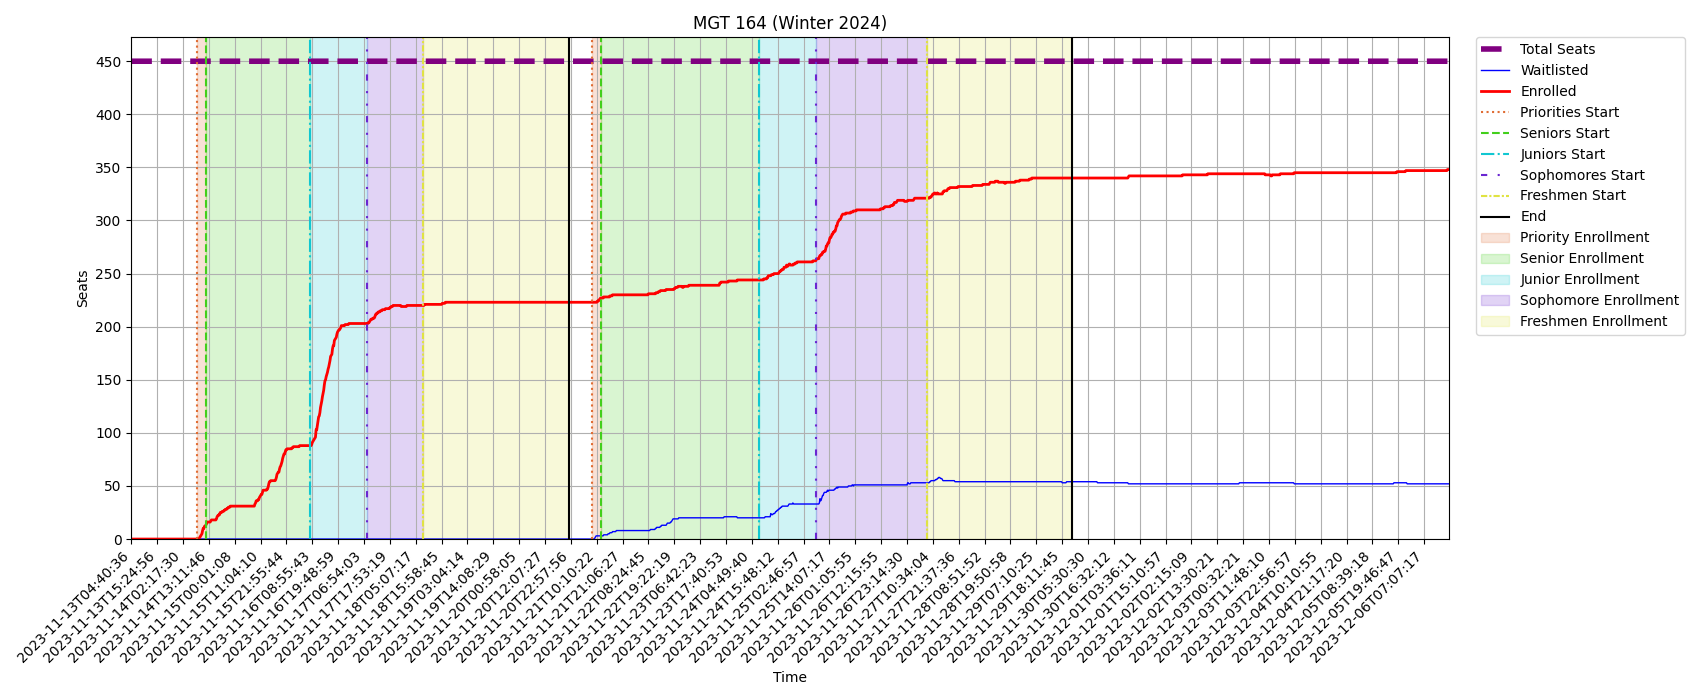 MGT 164 (Winter 2024)
Seats
450
400
350
300
250
200
150
100
50
0
2023-11-13T04:40:36
2023-11-13T15:24:56
2023-11-14T02:17:30
2023-11-14T13:11:46
2023-11-15T00:01:08
2023-11-15T11:04:10
2023-11-15T21:55:44
2023-11-16T08:55:43
2023-11-16T19:48:59
2023-11-17T06:54:03
2023-11-17T17:53:19
2023-11-18T05:07:17
2023-11-18T15:58:45
2023-11-19T03:04:14
2023-11-19T14:08:29
2023-11-20T00:58:05
2023-11-20T12:07:27
2023-11-20T22:57:56
2023-11-21T10:10:22
2023-11-21T21:06:27
2023-11-22T08:24:45
2023-11-22T19:22:19
2023-11-23T06:42:23
2023-11-23T17:40:53
2023-11-24T04:49:40
2023-11-24T15:48:12
2023-11-25T02:46:57
2023-11-25T14:07:17
2023-11-26T01:05:55
2023-11-26T12:15:55
2023-11-26T23:14:30
2023-11-27T10:34:04
2023-11-27T21:37:36
2023-11-28T08:51:52
2023-11-28T19:50:58
2023-11-29T07:10:25
2023-11-29T18:11:45
2023-11-30T05:30:30
2023-11-30T16:32:12
2023-12-01T03:36:11
2023-12-01T15:10:57
2023-12-02T02:15:09
2023-12-02T13:30:21
2023-12-03T00:32:21
2023-12-03T11:48:10
2023-12-03T22:56:57
2023-12-04T10:10:55
2023-12-04T21:17:20
2023-12-05T08:39:18
2023-12-05T19:46:47
2023-12-06T07:07:17
Time
Total Seats
Waitlisted
Enrolled
Priorities Start
Seniors Start
Juniors Start
Sophomores Start
Freshmen Start
End
Priority Enrollment
Senior Enrollment
Junior Enrollment
Sophomore Enrollment
Freshmen Enrollment